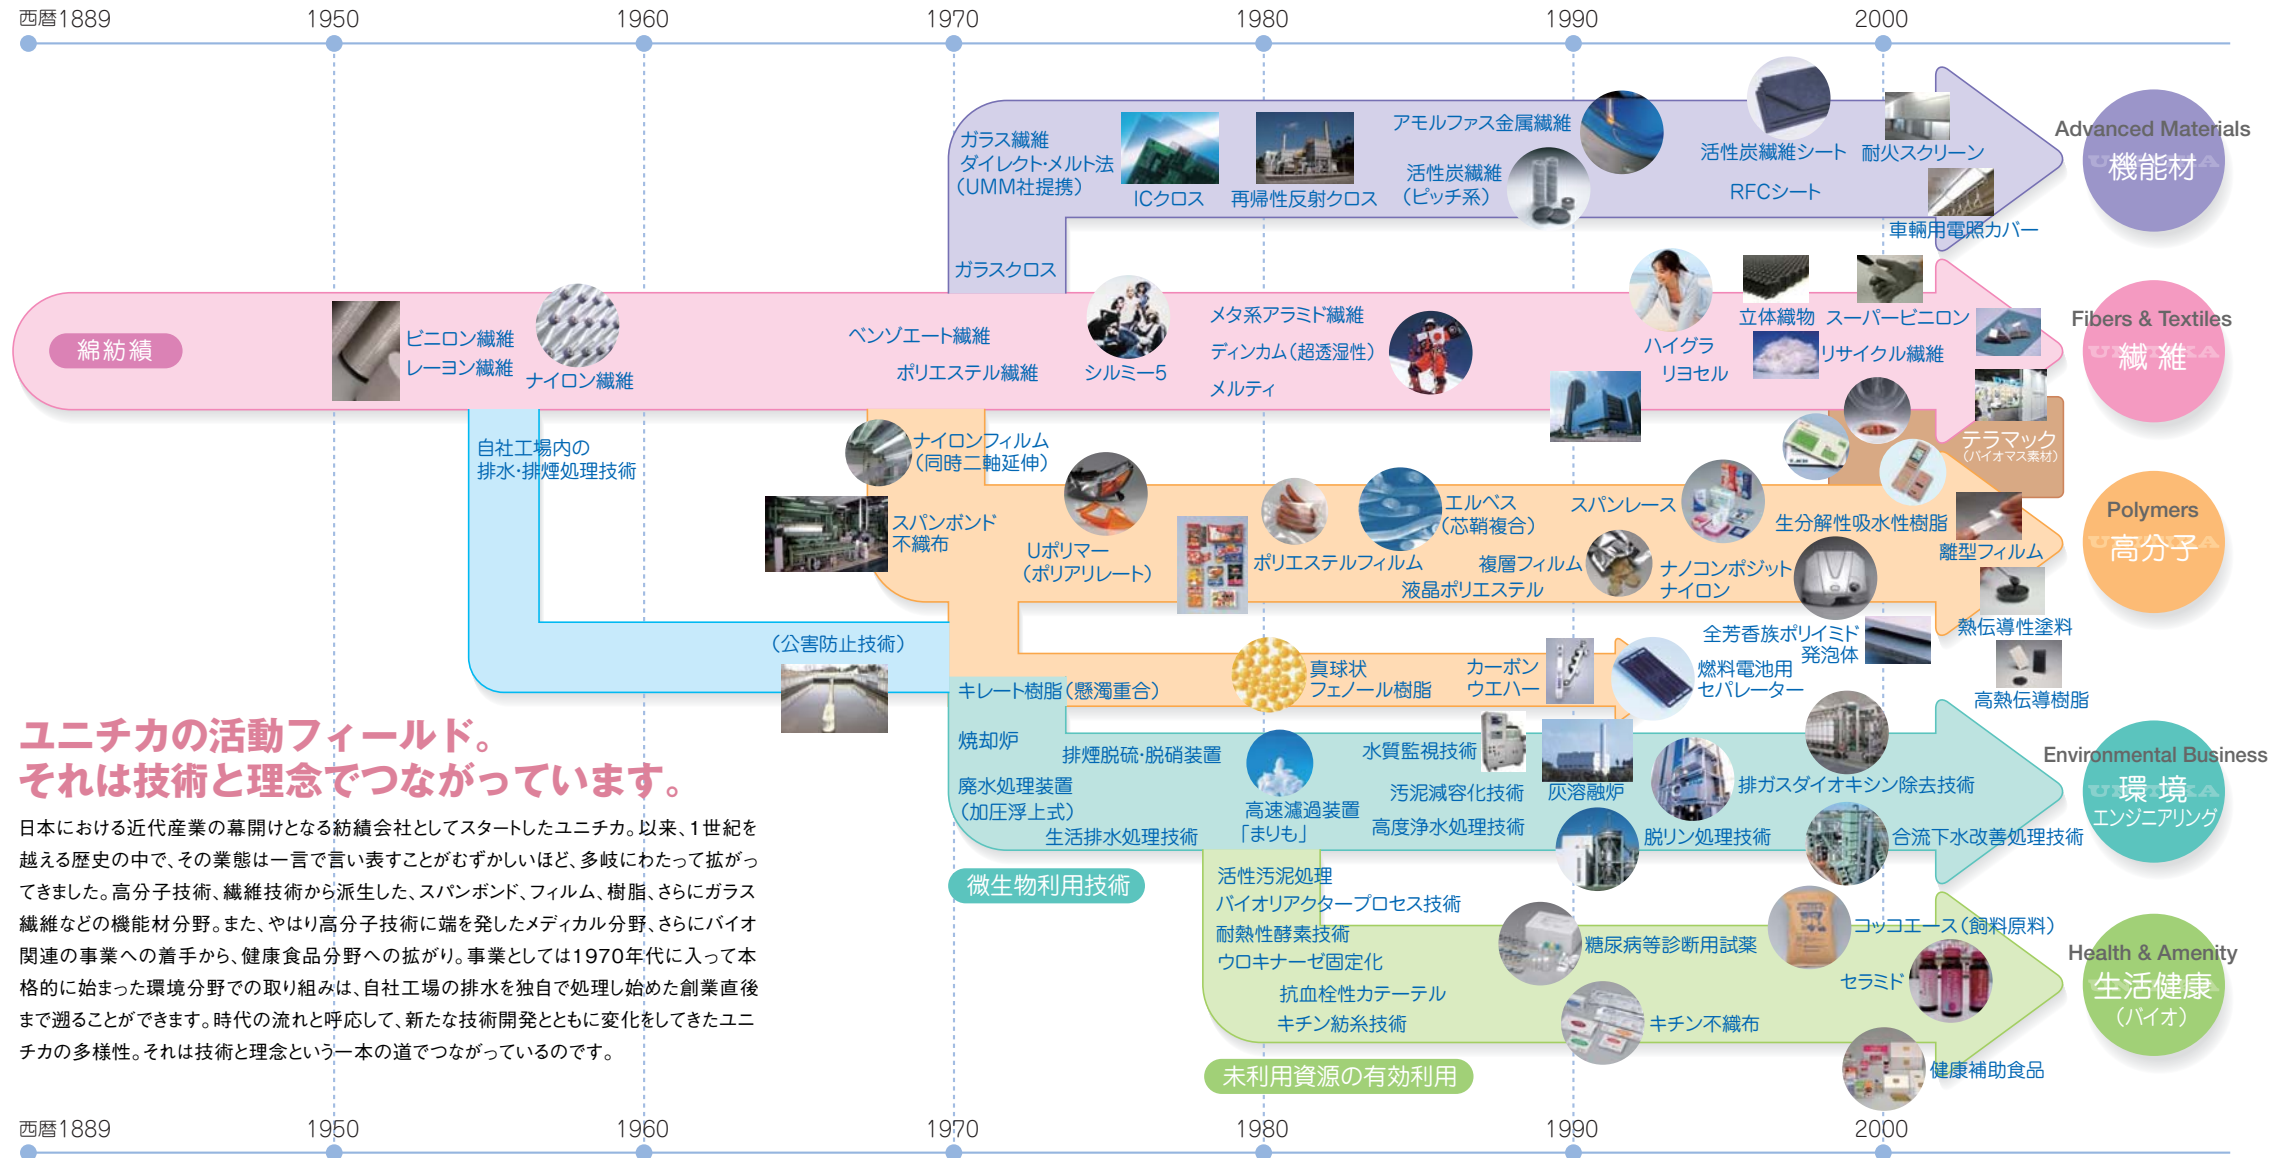 西暦1889 1950 1960 1970 1980 1990 2000
ガラス繊維
ダイレクト・メルト法
(UMM社提携)
ICクロス
再帰性反射クロス
アモルファス金属繊維
活性炭繊維
(ピッチ系)
活性炭繊維シート
耐火スクリーン
RFCシート
車輛用電照カバー
Advanced Materials
機能材
ガラスクロス
綿紡績
ビニロン繊維
レーヨン繊維
ナイロン繊維
ベンゾエート繊維
ポリエステル繊維
シルミー5
メタ系アラミド繊維
ディンカム(超透湿性)
メルティ
ハイグラ
リヨセル
立体織物
スーパービニロン
リサイクル繊維
Fibers & Textiles
繊維
自社工場内の
排水・排煙処理技術
ナイロンフィルム
(同時二軸延伸)
スパンボンド
不織布
Uポリマー
(ポリアリレート)
ポリエステルフィルム
エルベス
(芯鞘複合)
複層フィルム
液晶ポリエステル
スパンレース
ナノコンポジット
ナイロン
生分解性吸水性樹脂
テラマック
(バイオマス素材)
離型フィルム
熱伝導性塗料
高熱伝導樹脂
Polymers
高分子
(公害防止技術)
キレート樹脂(懸濁重合)
真球状
フェノール樹脂
カーボン
ウエハー
燃料電池用
セパレーター
全芳香族ポリイミド
発泡体
焼却炉
廃水処理装置
(加圧浮上式)
排煙脱硫・脱硝装置
生活排水処理技術
高速濾過装置
「まりも」
水質監視技術
汚泥減容化技術
高度浄水処理技術
灰溶融炉
脱リン処理技術
排ガスダイオキシン除去技術
合流下水改善処理技術
Environmental Business
環境
エンジニアリング
微生物利用技術
活性汚泥処理
バイオリアクタープロセス技術
耐熱性酵素技術
ウロキナーゼ固定化
抗血栓性カテーテル
キチン紡糸技術
糖尿病等診断用試薬
キチン不織布
コッコエース(飼料原料)
セラミド
健康補助食品
Health & Amenity
生活健康
(バイオ)
未利用資源の有効利用
ユニチカの活動フィールド。
それは技術と理念でつながっています。
日本における近代産業の幕開けとなる紡績会社としてスタートしたユニチカ。以来、1世紀を
越える歴史の中で、その業態は一言で言い表すことがむずかしいほど、多岐にわたって拡がっ
てきました。高分子技術、繊維技術から派生した、スパンボンド、フィルム、樹脂、さらにガラス
繊維などの機能材分野。また、やはり高分子技術に端を発したメディカル分野、さらにバイオ
関連の事業への着手から、健康食品分野への拡がり。事業としては1970年代に入って本
格的に始まった環境分野での取り組みは、自社工場の排水を独自で処理し始めた創業直後
まで遡ることができます。時代の流れと呼応して、新たな技術開発とともに変化をしてきたユニ
チカの多様性。それは技術と理念という一本の道でつながっているのです。
西暦1889 1950 1960 1970 1980 1990 2000